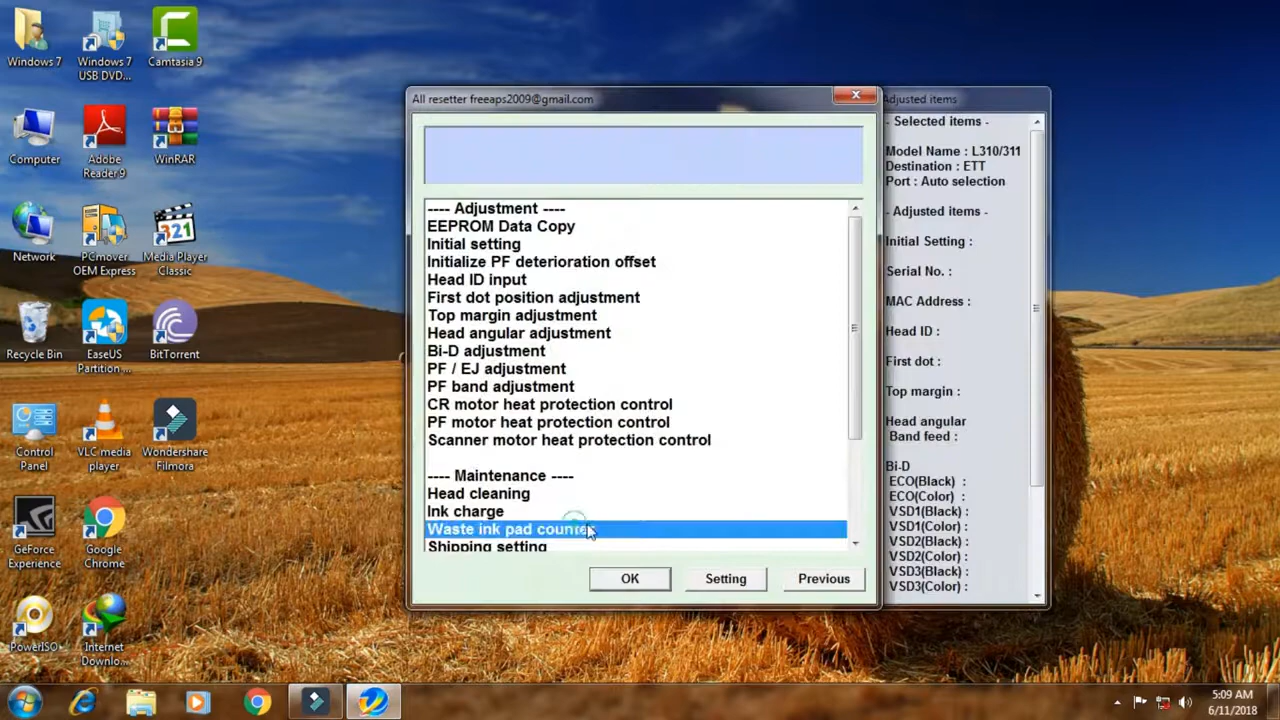 Windows 7
Windows 7
USB DVD...
Camtasia 9
Computer
Adobe
Reader 9
WinRAR
Network
PCmover
OEM Express
321
Media Player
Classic
Recycle Bin
EaseUS
Partition ...
BitTorrent
Control
Panel
VLC media
player
Wondershare
Filmora
GeForce
Experience
Google
Chrome
PowerISO
Internet
Downlo...
All resetter freeaps2009@gmail.com
---- Adjustment ----
EEPROM Data Copy
Initial setting
Initialize PF deterioration offset
Head ID input
First dot position adjustment
Top margin adjustment
Head angular adjustment
Bi-D adjustment
PF / EJ adjustment
PF band adjustment
CR motor heat protection control
PF motor heat protection control
Scanner motor heat protection control
---- Maintenance ----
Head cleaning
Ink charge
Waste ink pad counter
Shipping setting
OK
Setting
Previous
Adjusted items
- Selected items -
Model Name : L310/311
Destination : ETT
Port : Auto selection
- Adjusted items -
Initial Setting :
Serial No. :
MAC Address :
Head ID :
First dot :
Top margin :
Head angular
Band feed :
Bi-D
ECO(Black) :
ECO(Color) :
VSD1(Black) :
VSD1(Color) :
VSD2(Black) :
VSD2(Color) :
VSD3(Black) :
VSD3(Color) :
5:09 AM
6/11/2018